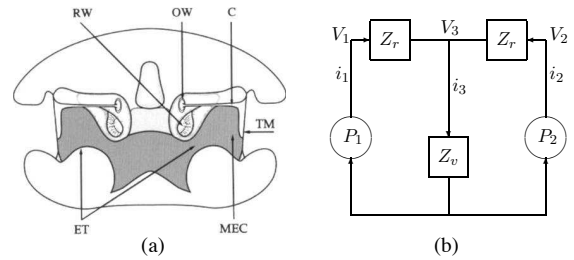 RW OW C
TM
ET MEC
(a)
V₁ Zᵣ V₃ Zᵣ V₂
i₁ i₃ i₂
P₁ Zᵥ P₂
(b)